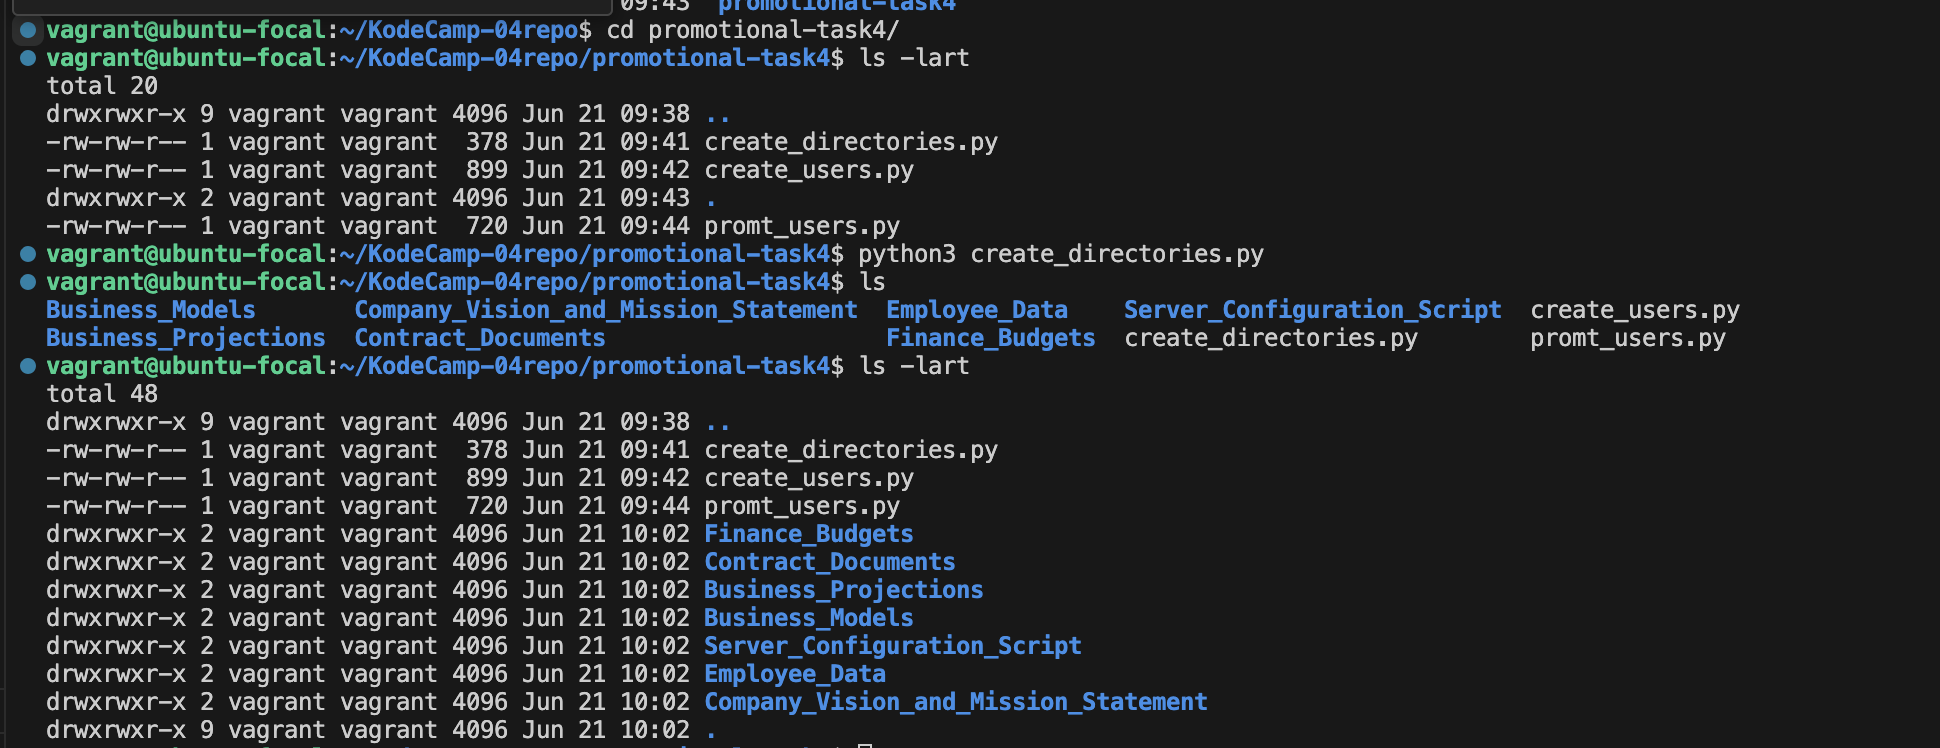 09:43  promotional-task4
vagrant@ubuntu-focal:~/KodeCamp-04repo$ cd promotional-task4/
vagrant@ubuntu-focal:~/KodeCamp-04repo/promotional-task4$ ls -lart
total 20
drwxrwxr-x 9 vagrant vagrant 4096 Jun 21 09:38 ..
-rw-rw-r-- 1 vagrant vagrant  378 Jun 21 09:41 create_directories.py
-rw-rw-r-- 1 vagrant vagrant  899 Jun 21 09:42 create_users.py
drwxrwxr-x 2 vagrant vagrant 4096 Jun 21 09:43 .
-rw-rw-r-- 1 vagrant vagrant  720 Jun 21 09:44 promt_users.py
vagrant@ubuntu-focal:~/KodeCamp-04repo/promotional-task4$ python3 create_directories.py
vagrant@ubuntu-focal:~/KodeCamp-04repo/promotional-task4$ ls
Business_Models       Company_Vision_and_Mission_Statement  Employee_Data    Server_Configuration_Script  create_users.py
Business_Projections  Contract_Documents                    Finance_Budgets  create_directories.py        promt_users.py
vagrant@ubuntu-focal:~/KodeCamp-04repo/promotional-task4$ ls -lart
total 48
drwxrwxr-x 9 vagrant vagrant 4096 Jun 21 09:38 ..
-rw-rw-r-- 1 vagrant vagrant  378 Jun 21 09:41 create_directories.py
-rw-rw-r-- 1 vagrant vagrant  899 Jun 21 09:42 create_users.py
-rw-rw-r-- 1 vagrant vagrant  720 Jun 21 09:44 promt_users.py
drwxrwxr-x 2 vagrant vagrant 4096 Jun 21 10:02 Finance_Budgets
drwxrwxr-x 2 vagrant vagrant 4096 Jun 21 10:02 Contract_Documents
drwxrwxr-x 2 vagrant vagrant 4096 Jun 21 10:02 Business_Projections
drwxrwxr-x 2 vagrant vagrant 4096 Jun 21 10:02 Business_Models
drwxrwxr-x 2 vagrant vagrant 4096 Jun 21 10:02 Server_Configuration_Script
drwxrwxr-x 2 vagrant vagrant 4096 Jun 21 10:02 Employee_Data
drwxrwxr-x 2 vagrant vagrant 4096 Jun 21 10:02 Company_Vision_and_Mission_Statement
drwxrwxr-x 9 vagrant vagrant 4096 Jun 21 10:02 .